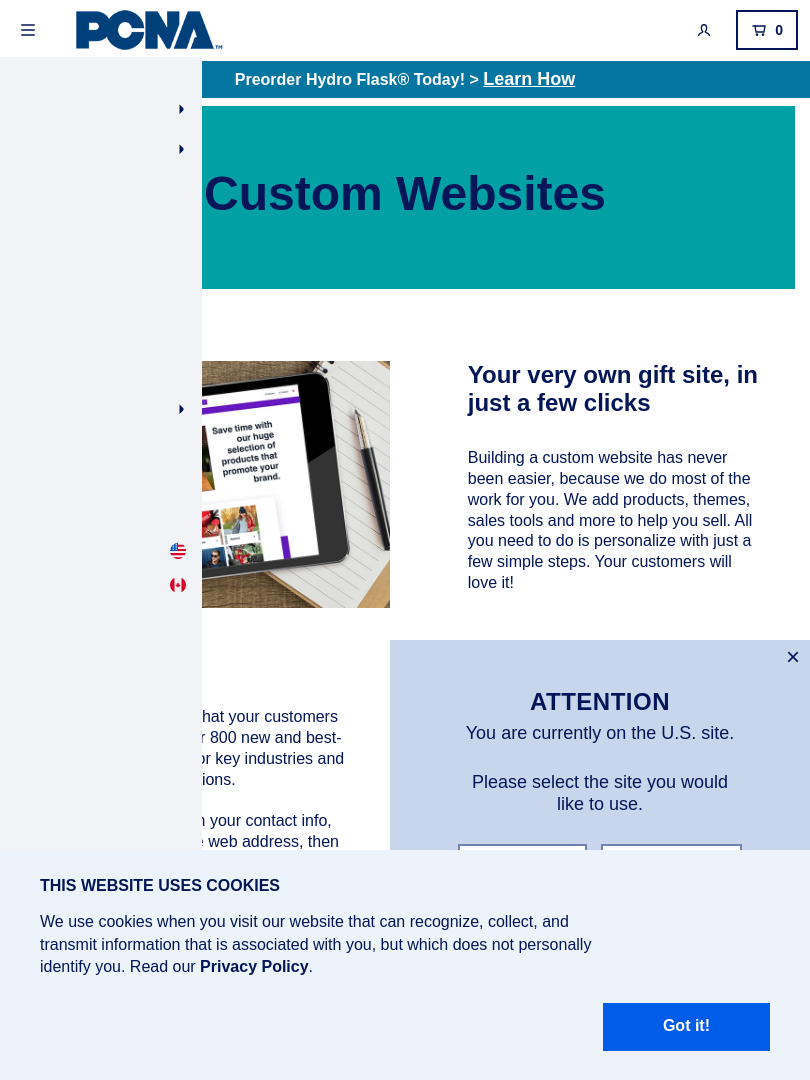 PCNA™
0
Preorder Hydro Flask® Today! > Learn How
Custom Websites
Save time with
our huge
selection of
products that
promote your
brand.
Your very own gift site, in
just a few clicks
Building a custom website has never
been easier, because we do most of the
work for you. We add products, themes,
sales tools and more to help you sell. All
you need to do is personalize with just a
few simple steps. Your customers will
love it!
hat your customers
r 800 new and best-
or key industries and
ions.
n your contact info,
e web address, then
ATTENTION
You are currently on the U.S. site.
Please select the site you would
like to use.
THIS WEBSITE USES COOKIES
We use cookies when you visit our website that can recognize, collect, and
transmit information that is associated with you, but which does not personally
identify you. Read our Privacy Policy.
Got it!